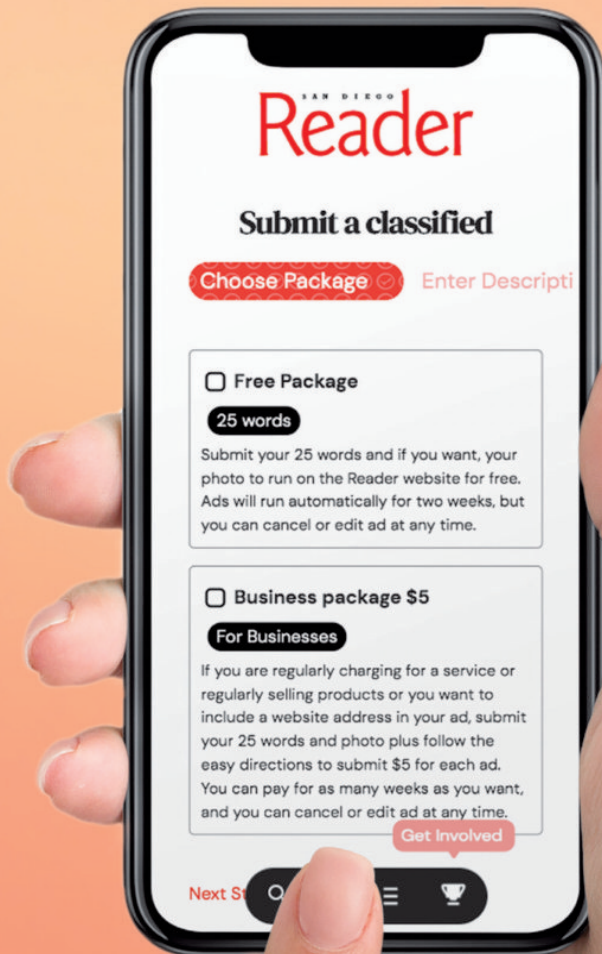 SAN DIEGO
Reader
Submit a classified
Choose Package
Enter Descripti
Free Package
25 words
Submit your 25 words and if you want, your
photo to run on the Reader website for free.
Ads will run automatically for two weeks, but
you can cancel or edit ad at any time.
Business package $5
For Businesses
If you are regularly charging for a service or
regularly selling products or you want to
include a website address in your ad, submit
your 25 words and photo plus follow the
easy directions to submit $5 for each ad.
You can pay for as many weeks as you want,
and you can cancel or edit ad at any time.
Get Involved
Next St